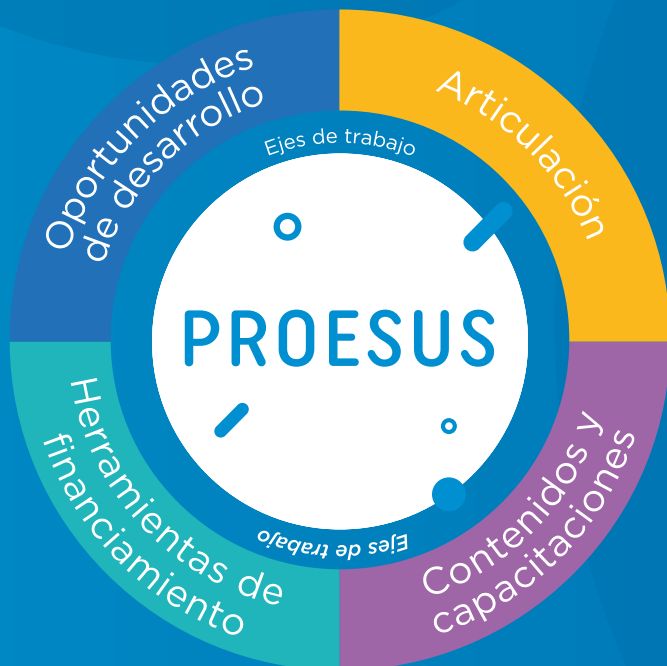 Oportunidades
de desarrollo
Articulación
Ejes de trabajo
PROESUS
Herramientas de
financiamiento
Contenidos y
capacitaciones
Ejes de trabajo